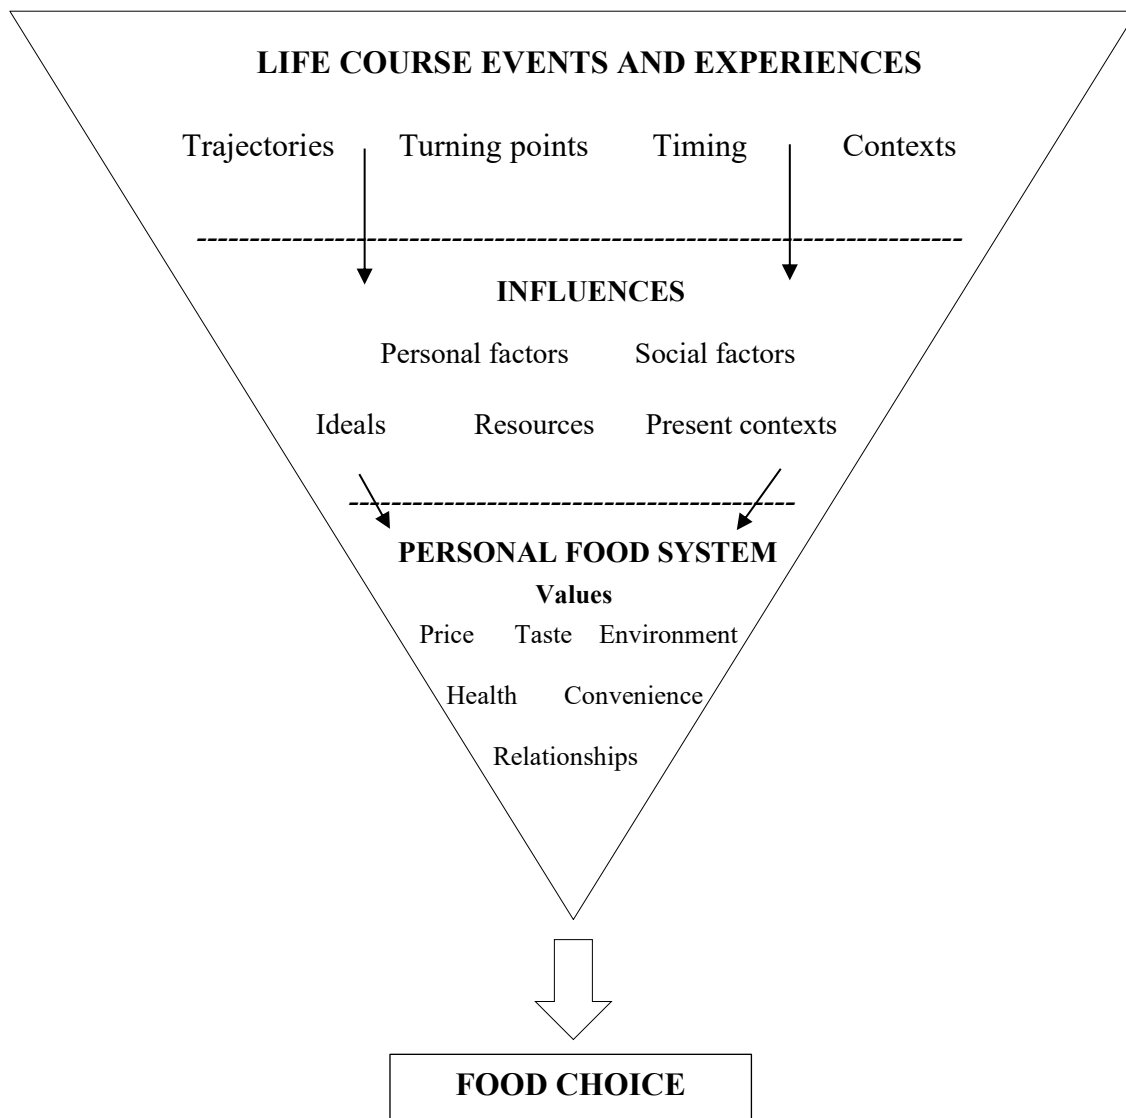 LIFE COURSE EVENTS AND EXPERIENCES
Trajectories Turning points Timing Contexts
INFLUENCES
Personal factors Social factors
Ideals Resources Present contexts
PERSONAL FOOD SYSTEM
Values
Price Taste Environment
Health Convenience
Relationships
FOOD CHOICE